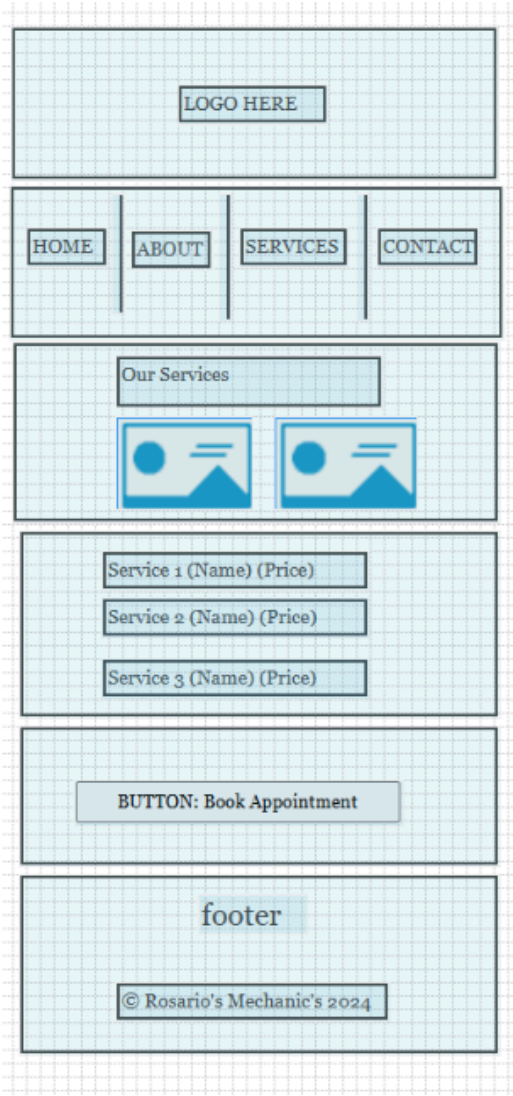 LOGO HERE
HOME ABOUT SERVICES CONTACT
Our Services
Service 1 (Name) (Price)
Service 2 (Name) (Price)
Service 3 (Name) (Price)
BUTTON: Book Appointment
footer
© Rosario's Mechanic's 2024